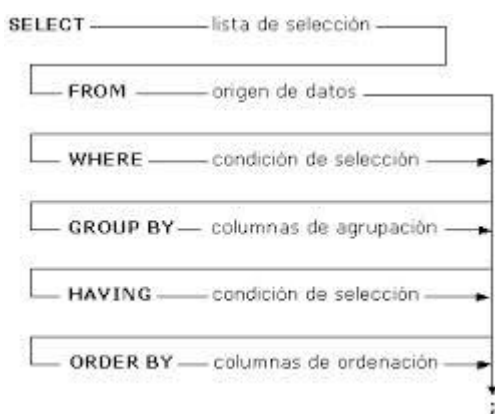 SELECT lista de selección
FROM origen de datos
WHERE condición de selección
GROUP BY columnas de agrupación
HAVING condición de selección
ORDER BY columnas de ordenación
;